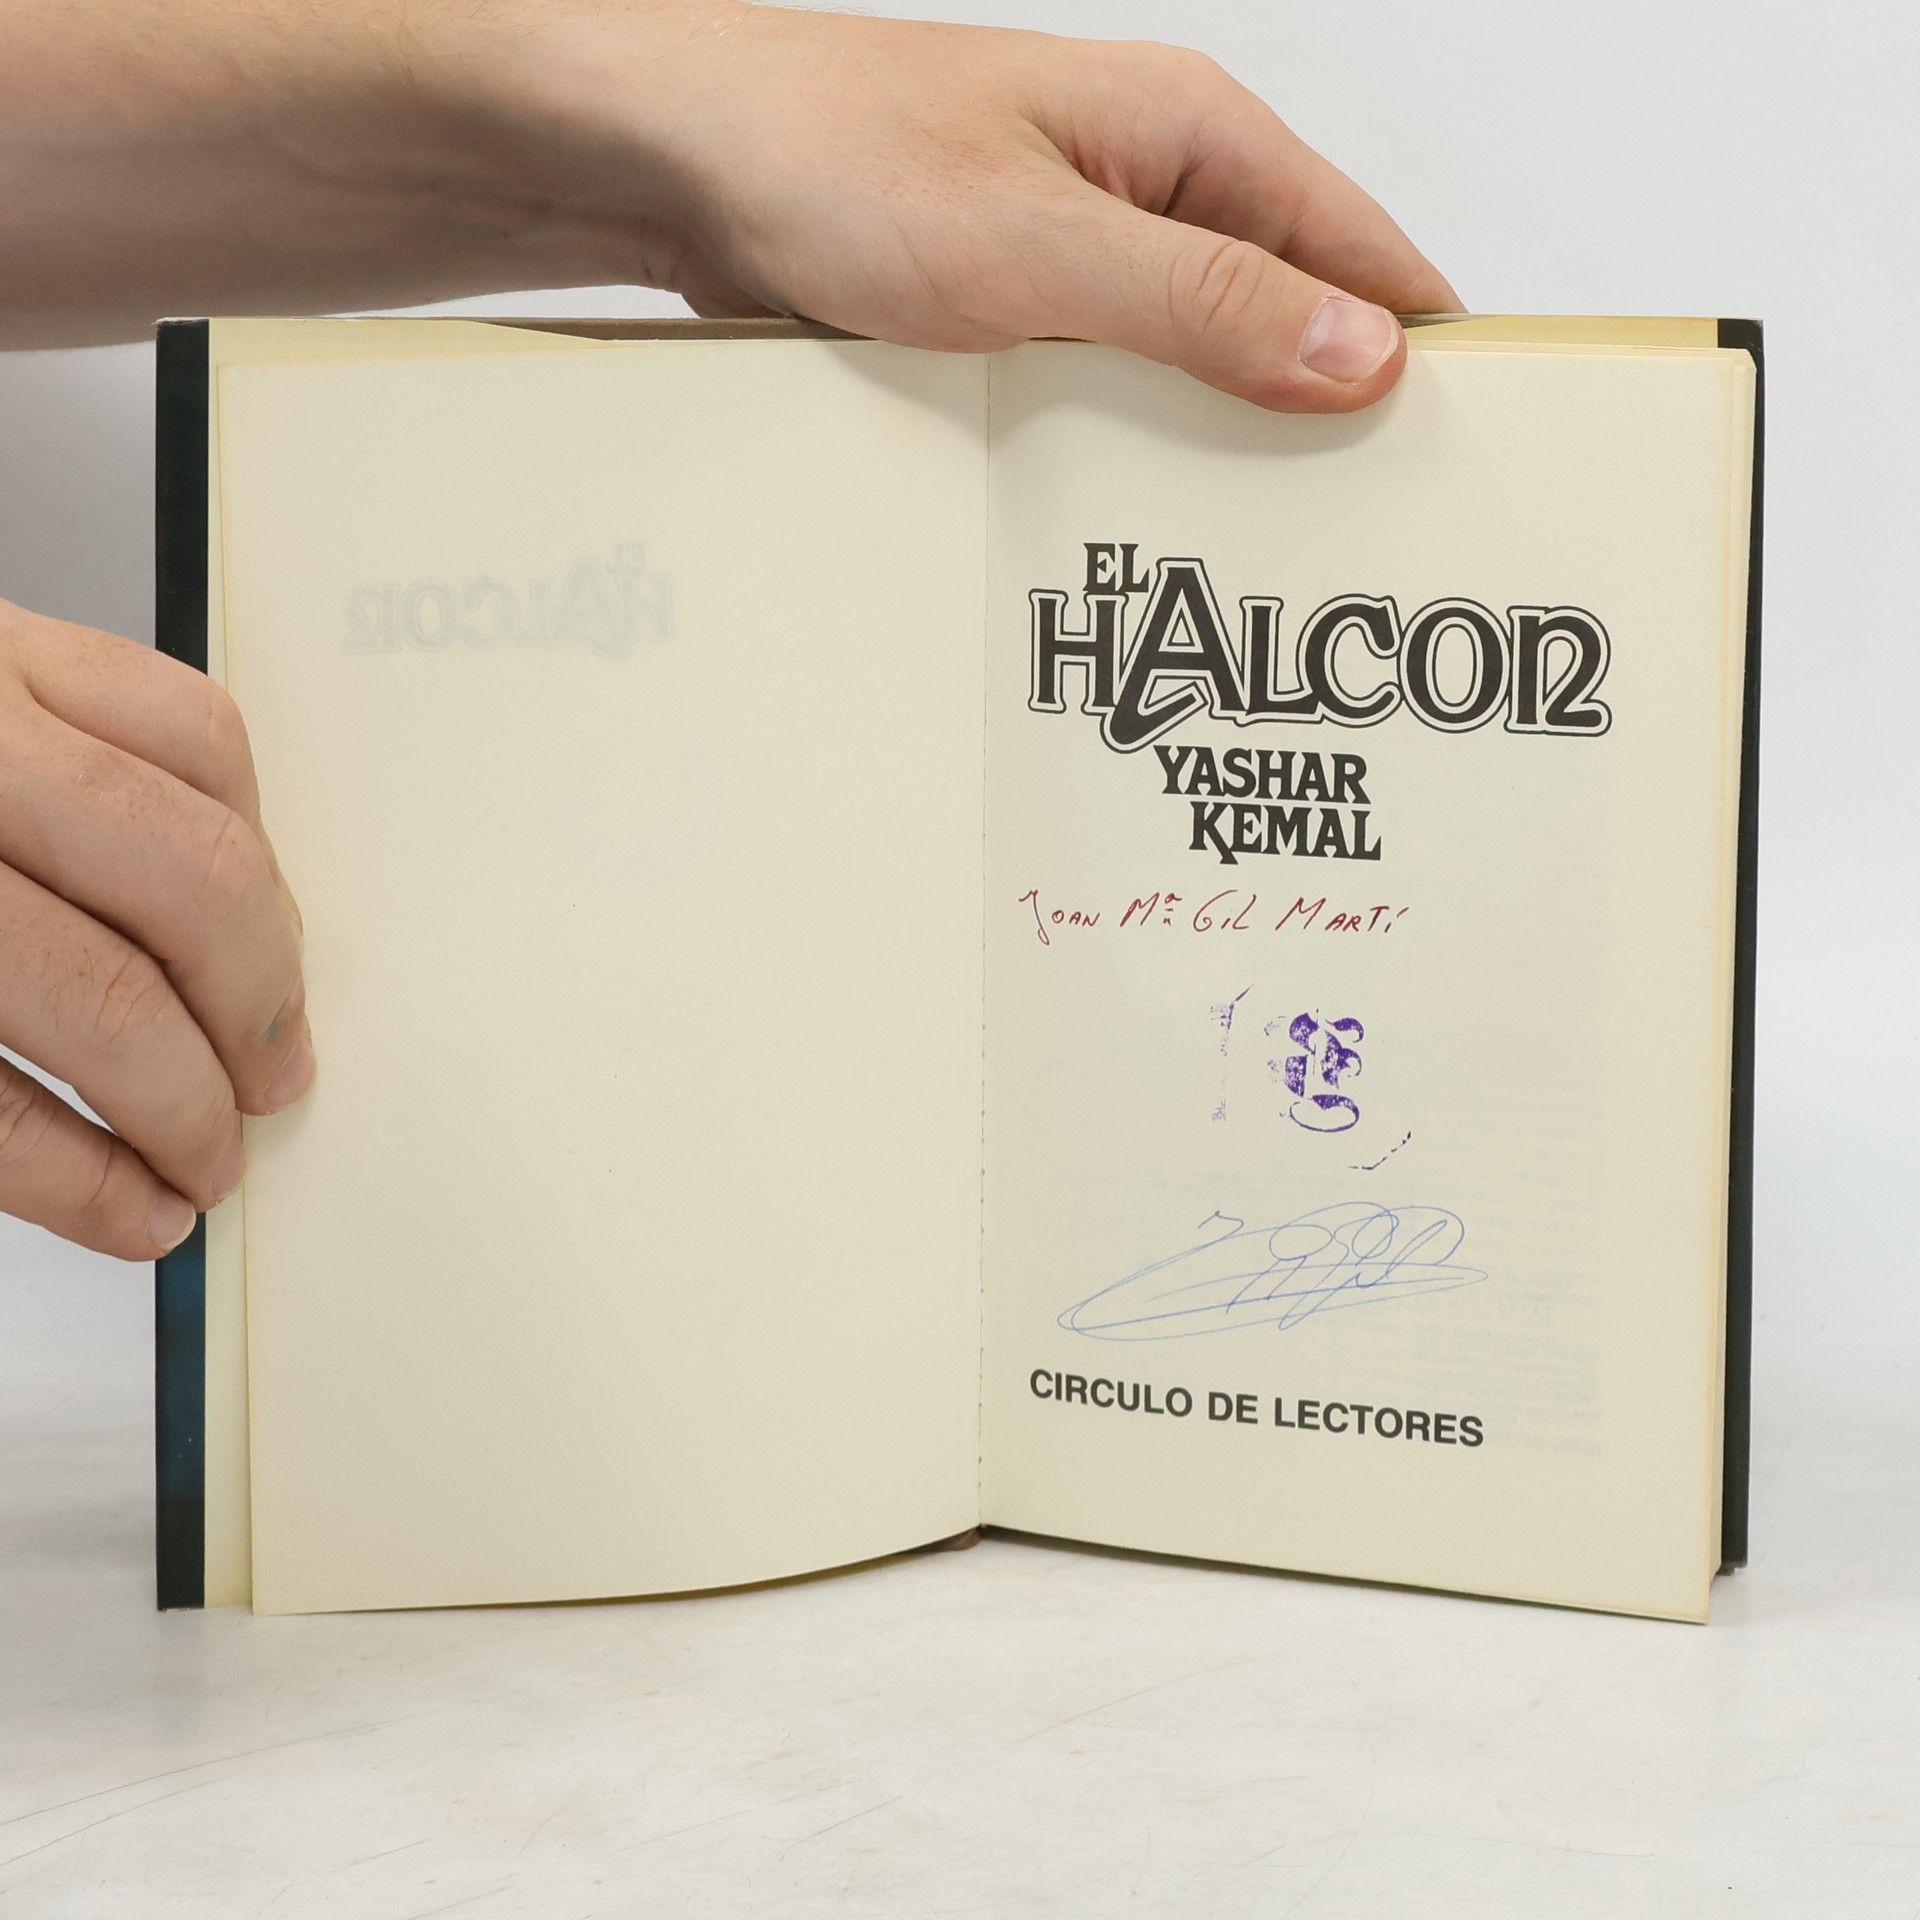 EL
HALCON
YASHAR
KEMAL
Joan Mª Gil Martí
CIRCULO DE LECTORES